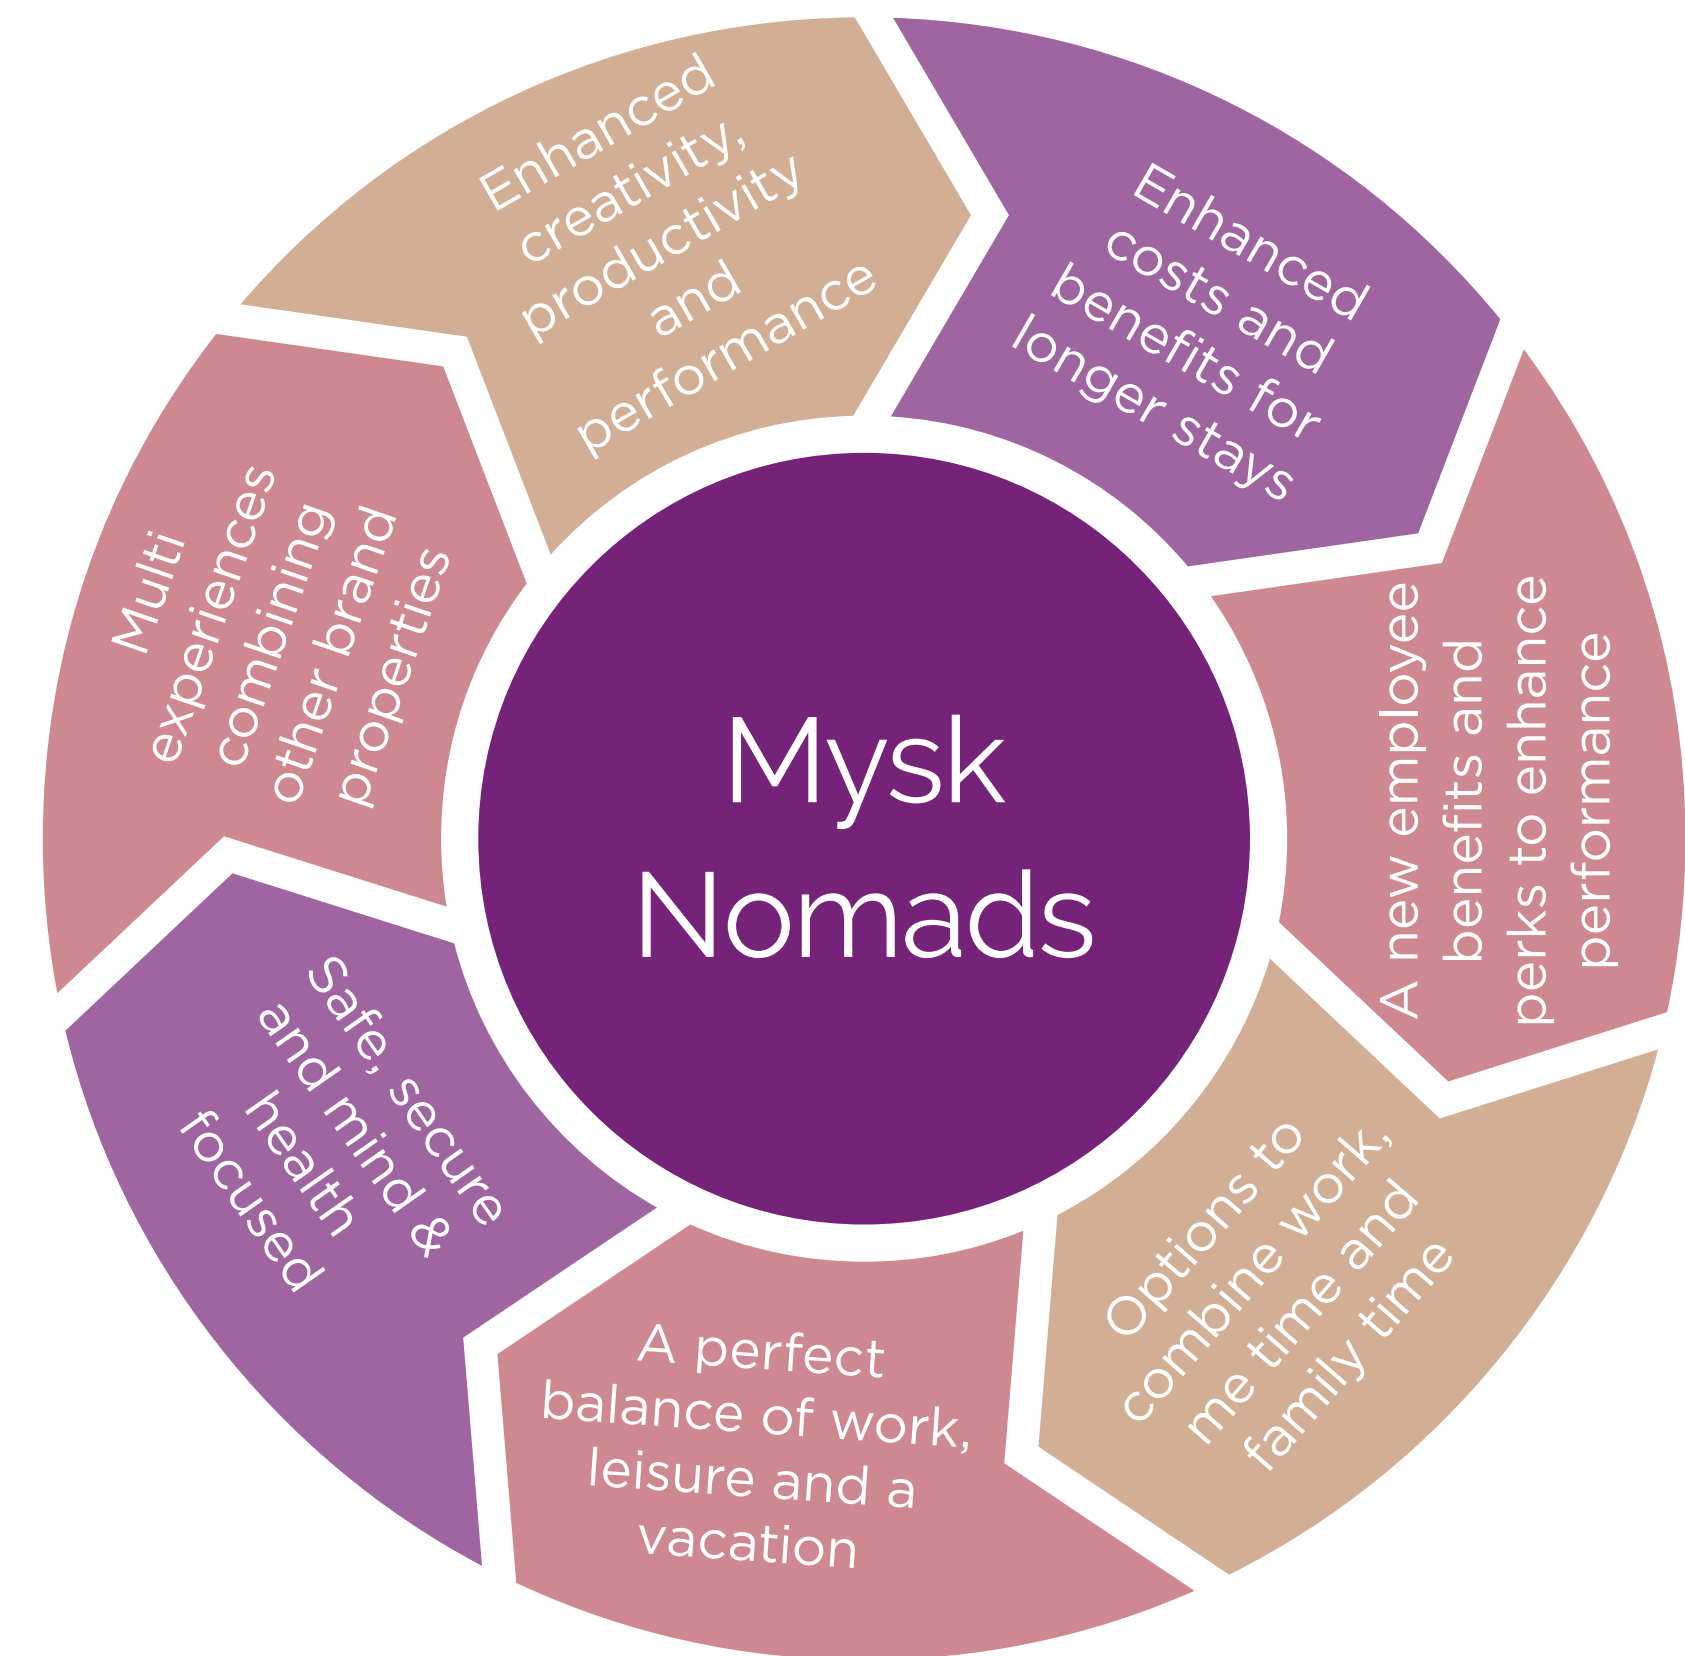 Enhanced
creativity,
productivity
and
performance
Enhanced
costs and
benefits for
longer stays
A new employee
benefits and
perks to enhance
performance
Options to
combine work,
me time and
family time
A perfect
balance of work,
leisure and a
vacation
Safe, secure
and mind &
health
focused
Multi
experiences
combining
other brand
properties
Mysk
Nomads